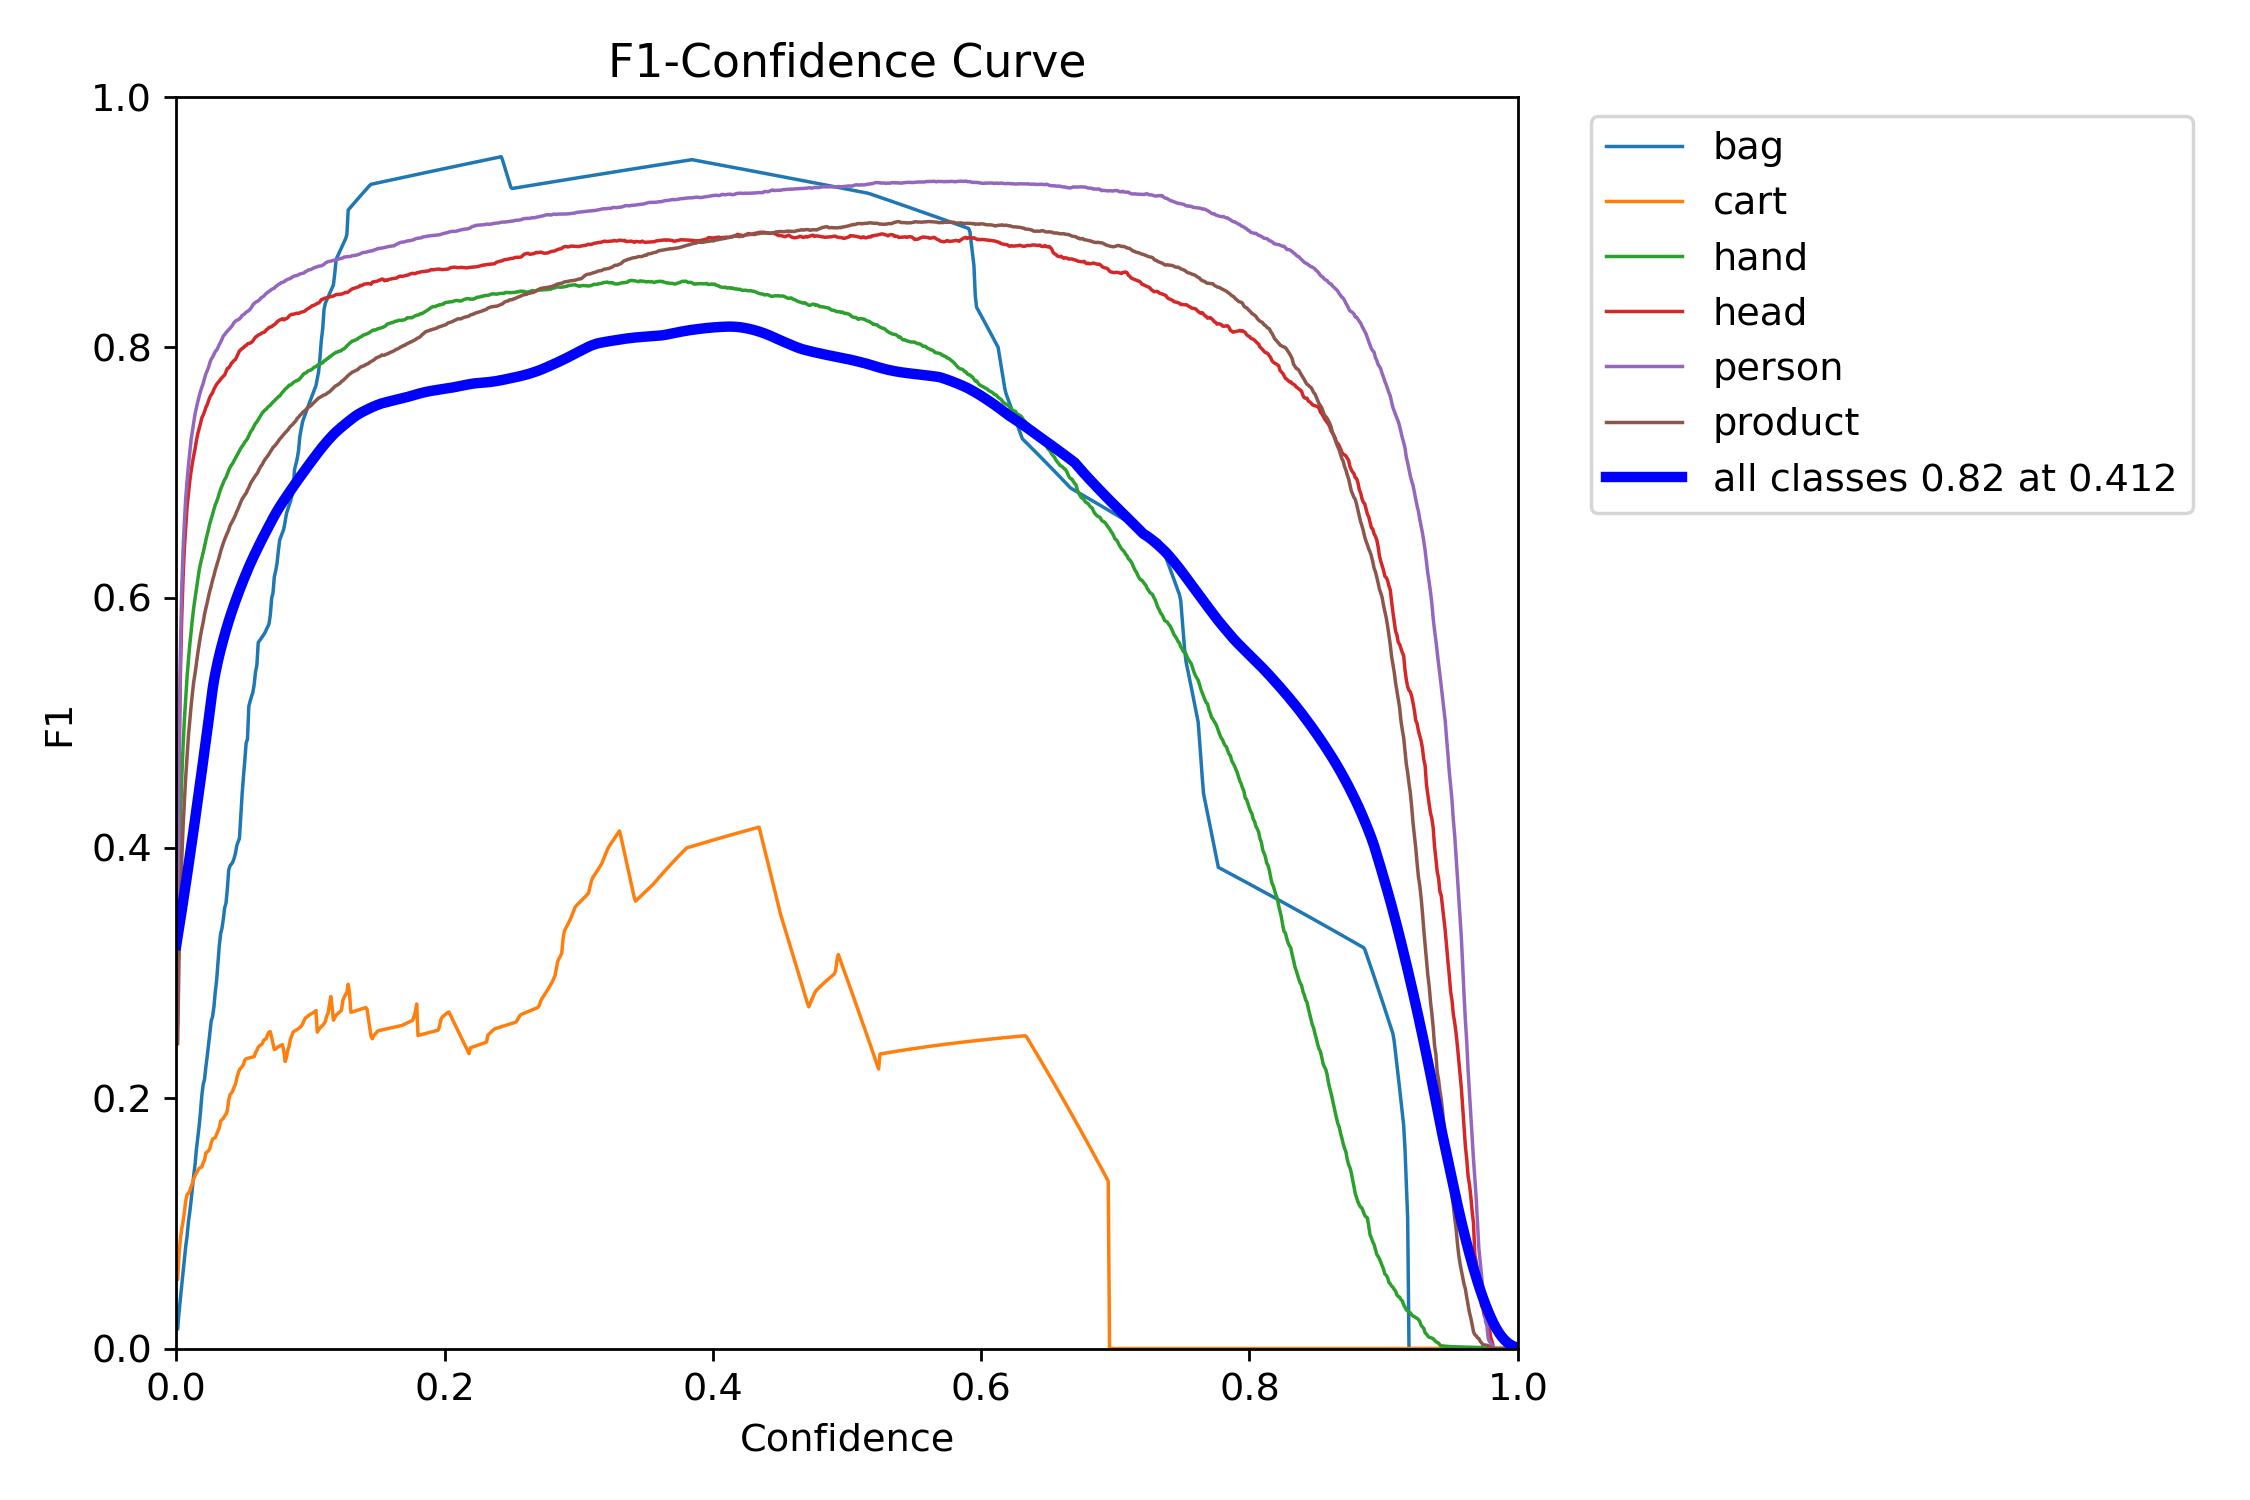 F1-Confidence Curve
1.0
0.8
0.6
0.4
0.2
0.0
F1
0.0 0.2 0.4 0.6 0.8 1.0
Confidence
bag
cart
hand
head
person
product
all classes 0.82 at 0.412